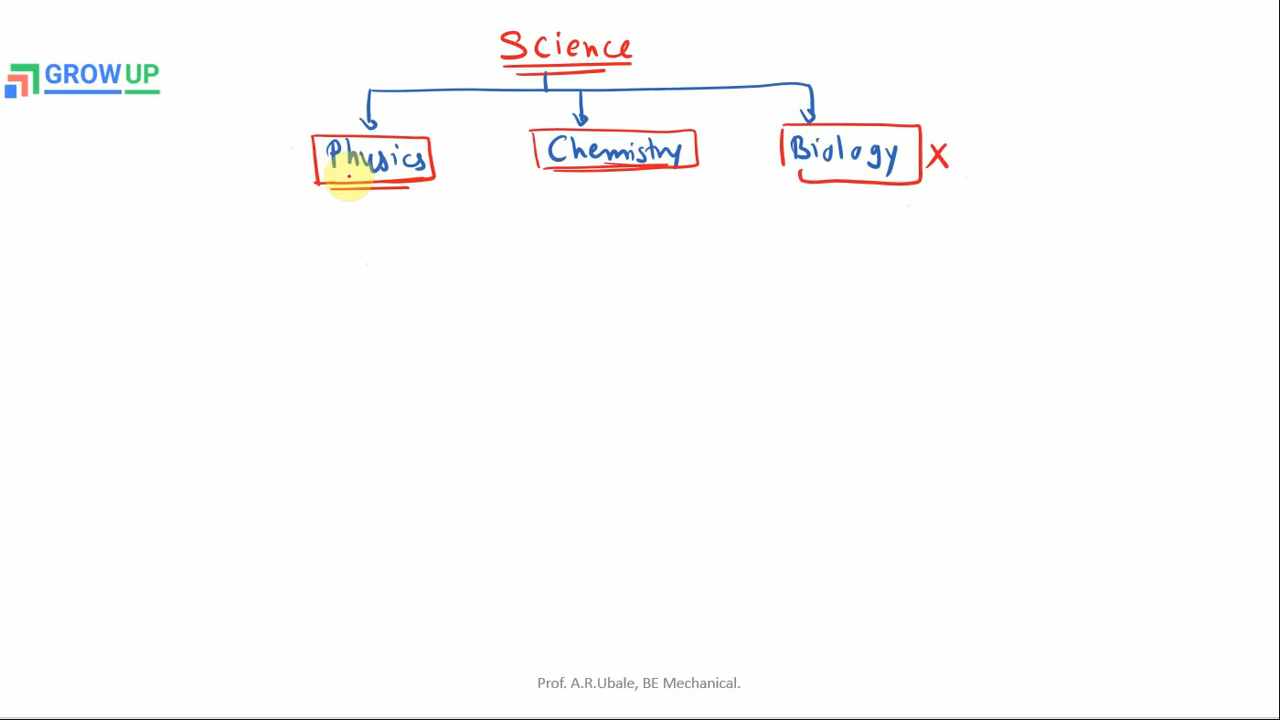 Science
GROW UP
Physics Chemistry Biology X
Prof. A.R.Ubale, BE Mechanical.